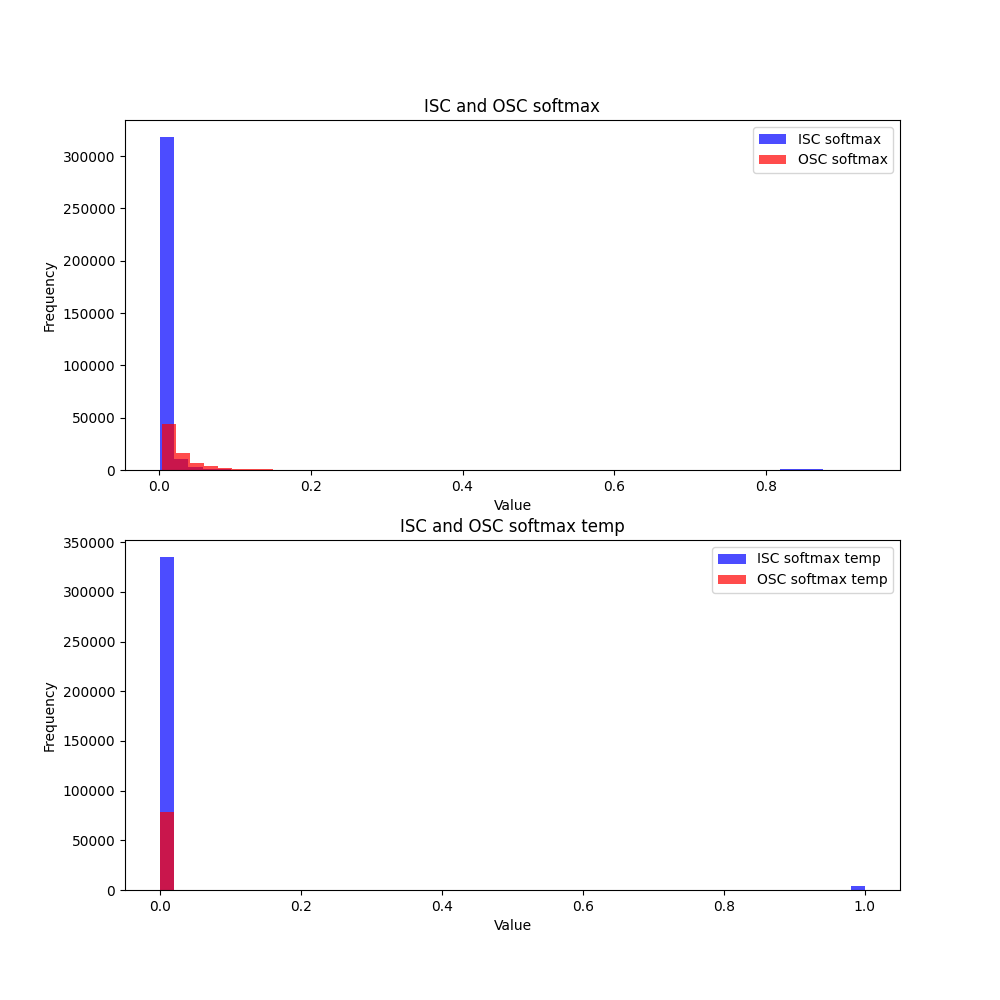 ISC and OSC softmax
ISC softmax
OSC softmax
Frequency
300000
250000
200000
150000
100000
50000
0
0.0 0.2 0.4 0.6 0.8
Value
ISC and OSC softmax temp
ISC softmax temp
OSC softmax temp
Frequency
350000
300000
250000
200000
150000
100000
50000
0
0.0 0.2 0.4 0.6 0.8 1.0
Value